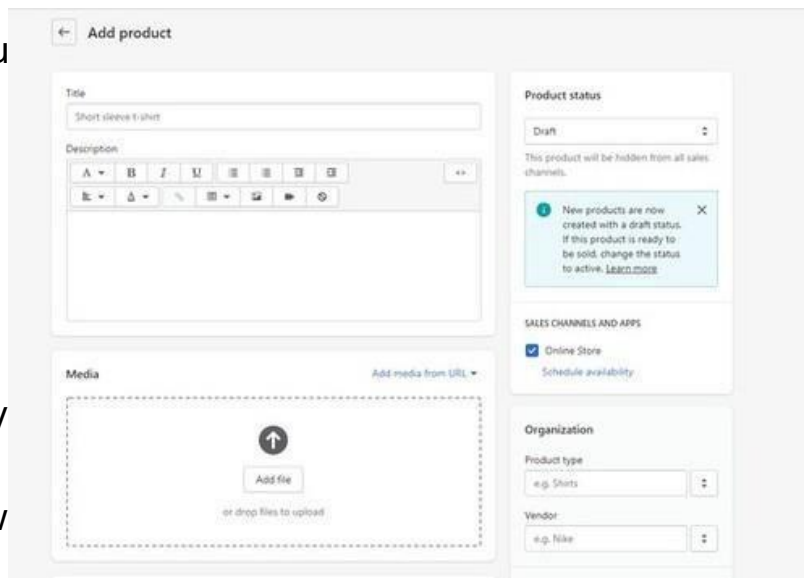 Add product
Title
Short sleeve t-shirt
Description
A B I U
A
Media
Add media from URL
Add file
or drop files to upload
Product status
Draft
This product will be hidden from all sales
channels.
New products are now
created with a draft status.
If this product is ready to
be sold, change the status
to active. Learn more
SALES CHANNELS AND APPS
Online Store
Schedule availability
Organization
Product type
e.g. Shirts
Vendor
e.g. Nike